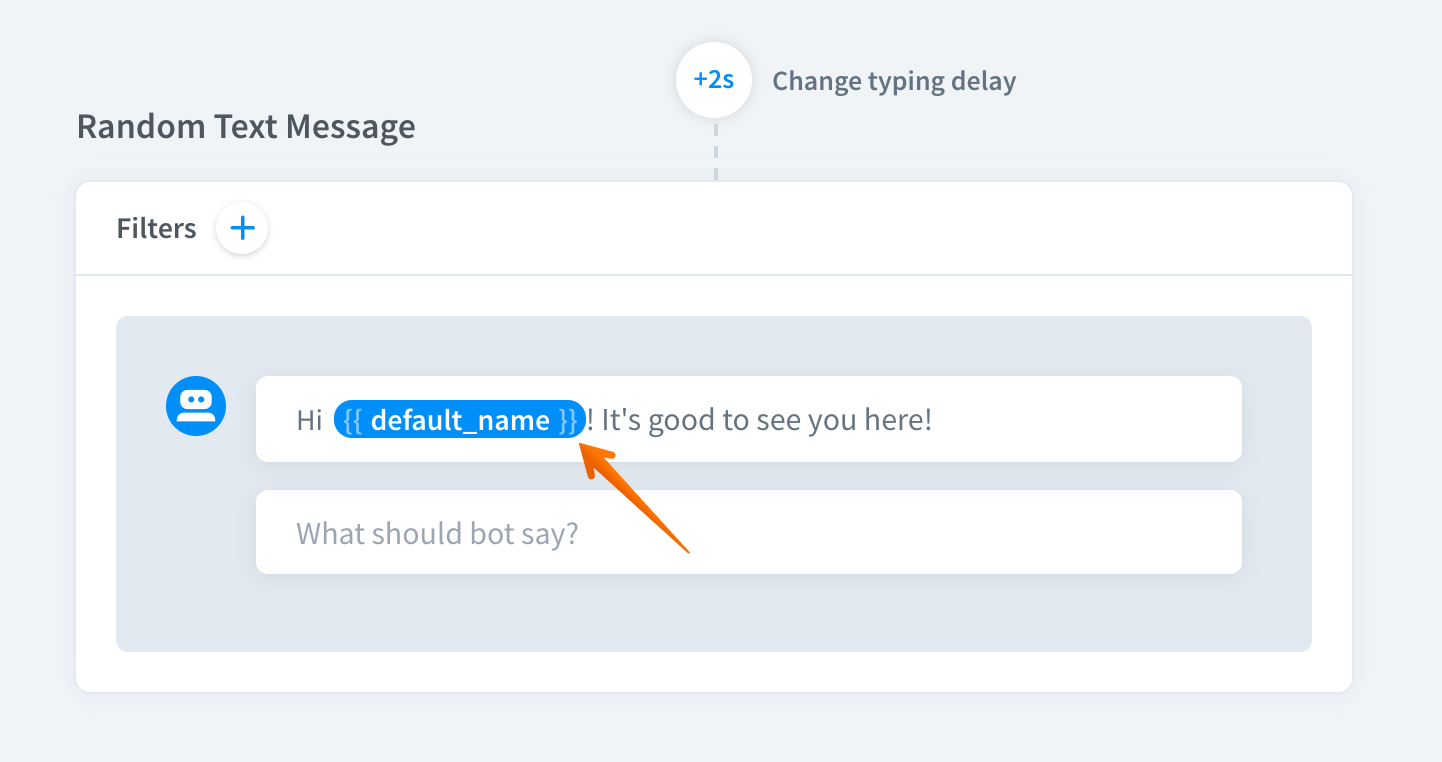 +2s Change typing delay
Random Text Message
Filters +
Hi {{ default_name }}! It's good to see you here!
What should bot say?